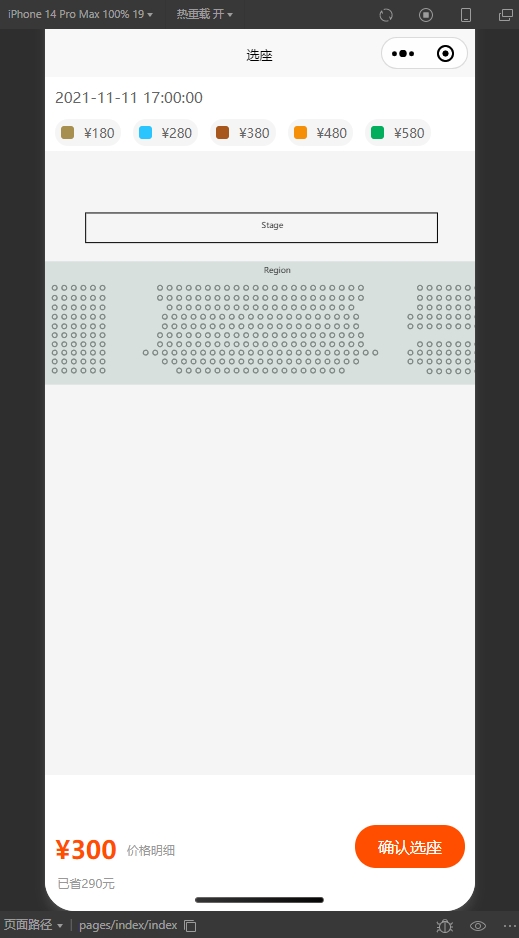 iPhone 14 Pro Max 100% 19 热重载 开
选座
2021-11-11 17:00:00
¥180 ¥280 ¥380 ¥480 ¥580
Stage
Region
¥300 价格明细 确认选座
已省290元
页面路径 | pages/index/index